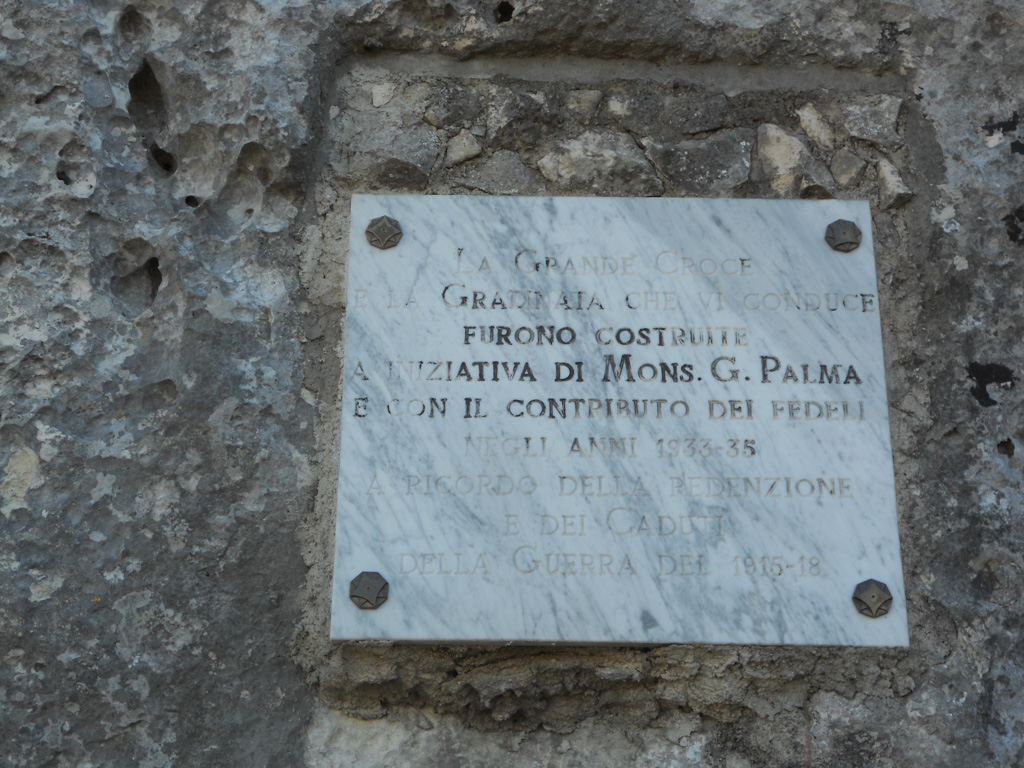 La Grande Croce
e la Gradinata che vi conduce
furono costruite
a iniziativa di Mons. G. Palma
e con il contributo dei fedeli
negli anni 1933-35
a ricordo della Redenzione
e dei Caduti
della Guerra del 1915-18